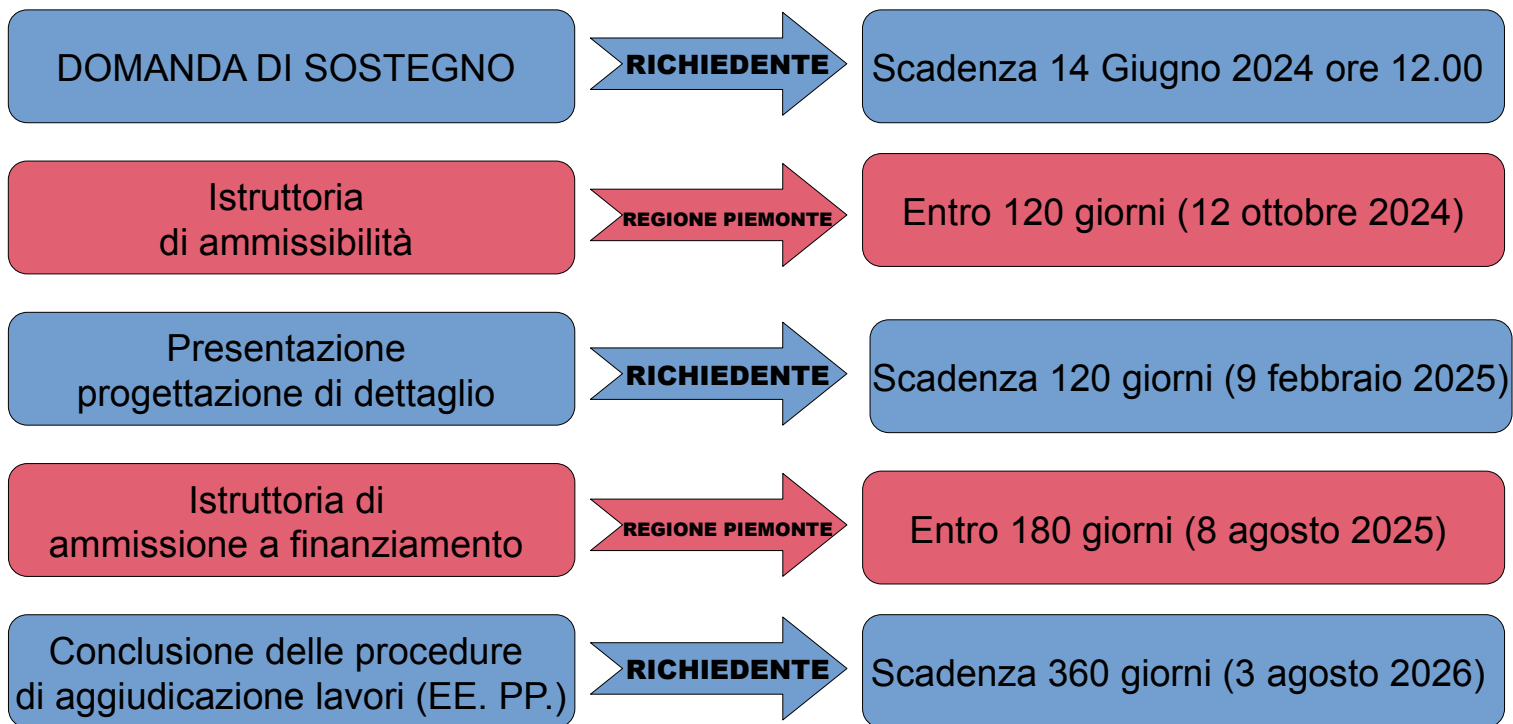 DOMANDA DI SOSTEGNO
RICHIEDENTE
Scadenza 14 Giugno 2024 ore 12.00
Istruttoria
di ammissibilità
REGIONE PIEMONTE
Entro 120 giorni (12 ottobre 2024)
Presentazione
progettazione di dettaglio
RICHIEDENTE
Scadenza 120 giorni (9 febbraio 2025)
Istruttoria di
ammissione a finanziamento
REGIONE PIEMONTE
Entro 180 giorni (8 agosto 2025)
Conclusione delle procedure
di aggiudicazione lavori (EE. PP.)
RICHIEDENTE
Scadenza 360 giorni (3 agosto 2026)